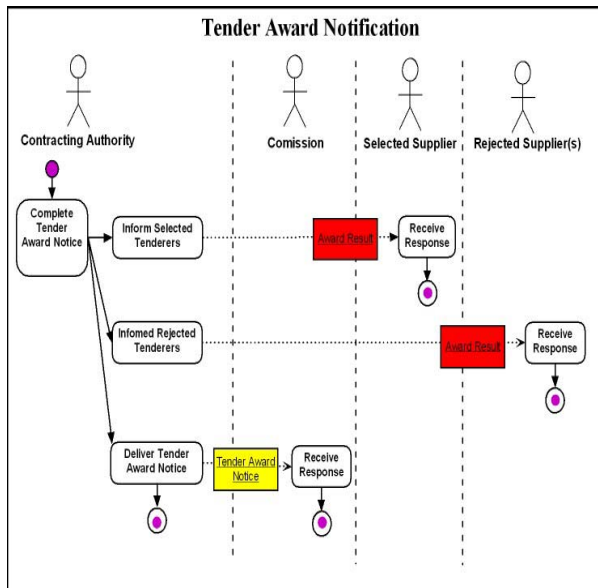 Tender Award Notification
Contracting Authority
Comission
Selected Supplier
Rejected Supplier(s)
Complete
Tender
Award Notice
Inform Selected
Tenderers
Award Result
Receive
Response
Infomed Rejected
Tenderers
Award Result
Receive
Response
Deliver Tender
Award Notice
Tender Award
Notice
Receive
Response